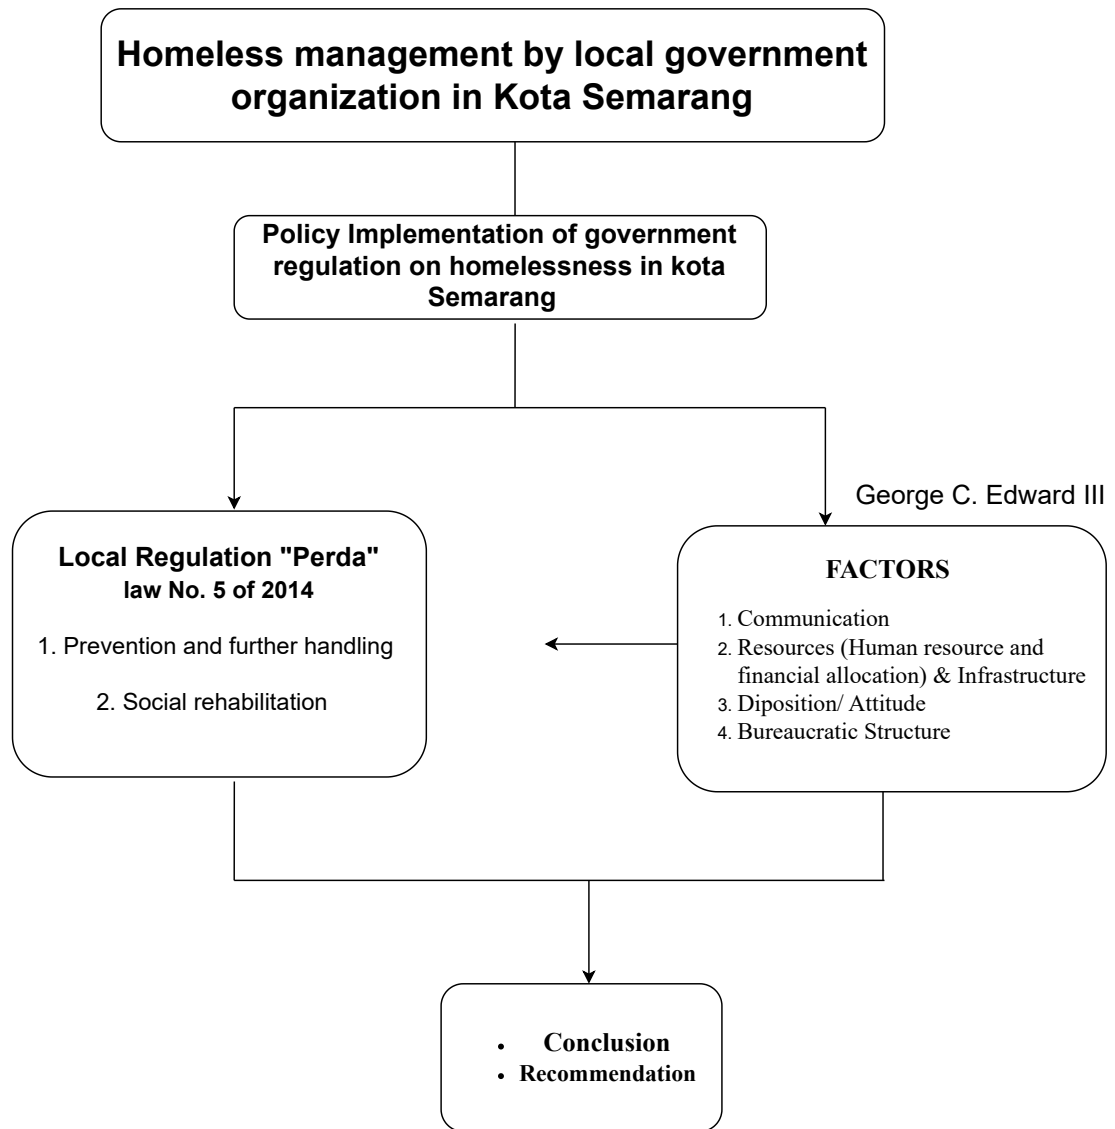 Homeless management by local government
organization in Kota Semarang
Policy Implementation of government
regulation on homelessness in kota
Semarang
Local Regulation "Perda"
law No. 5 of 2014
1. Prevention and further handling
2. Social rehabilitation
George C. Edward III
FACTORS
1. Communication
2. Resources (Human resource and
financial allocation) & Infrastructure
3. Diposition/ Attitude
4. Bureaucratic Structure
• Conclusion
• Recommendation